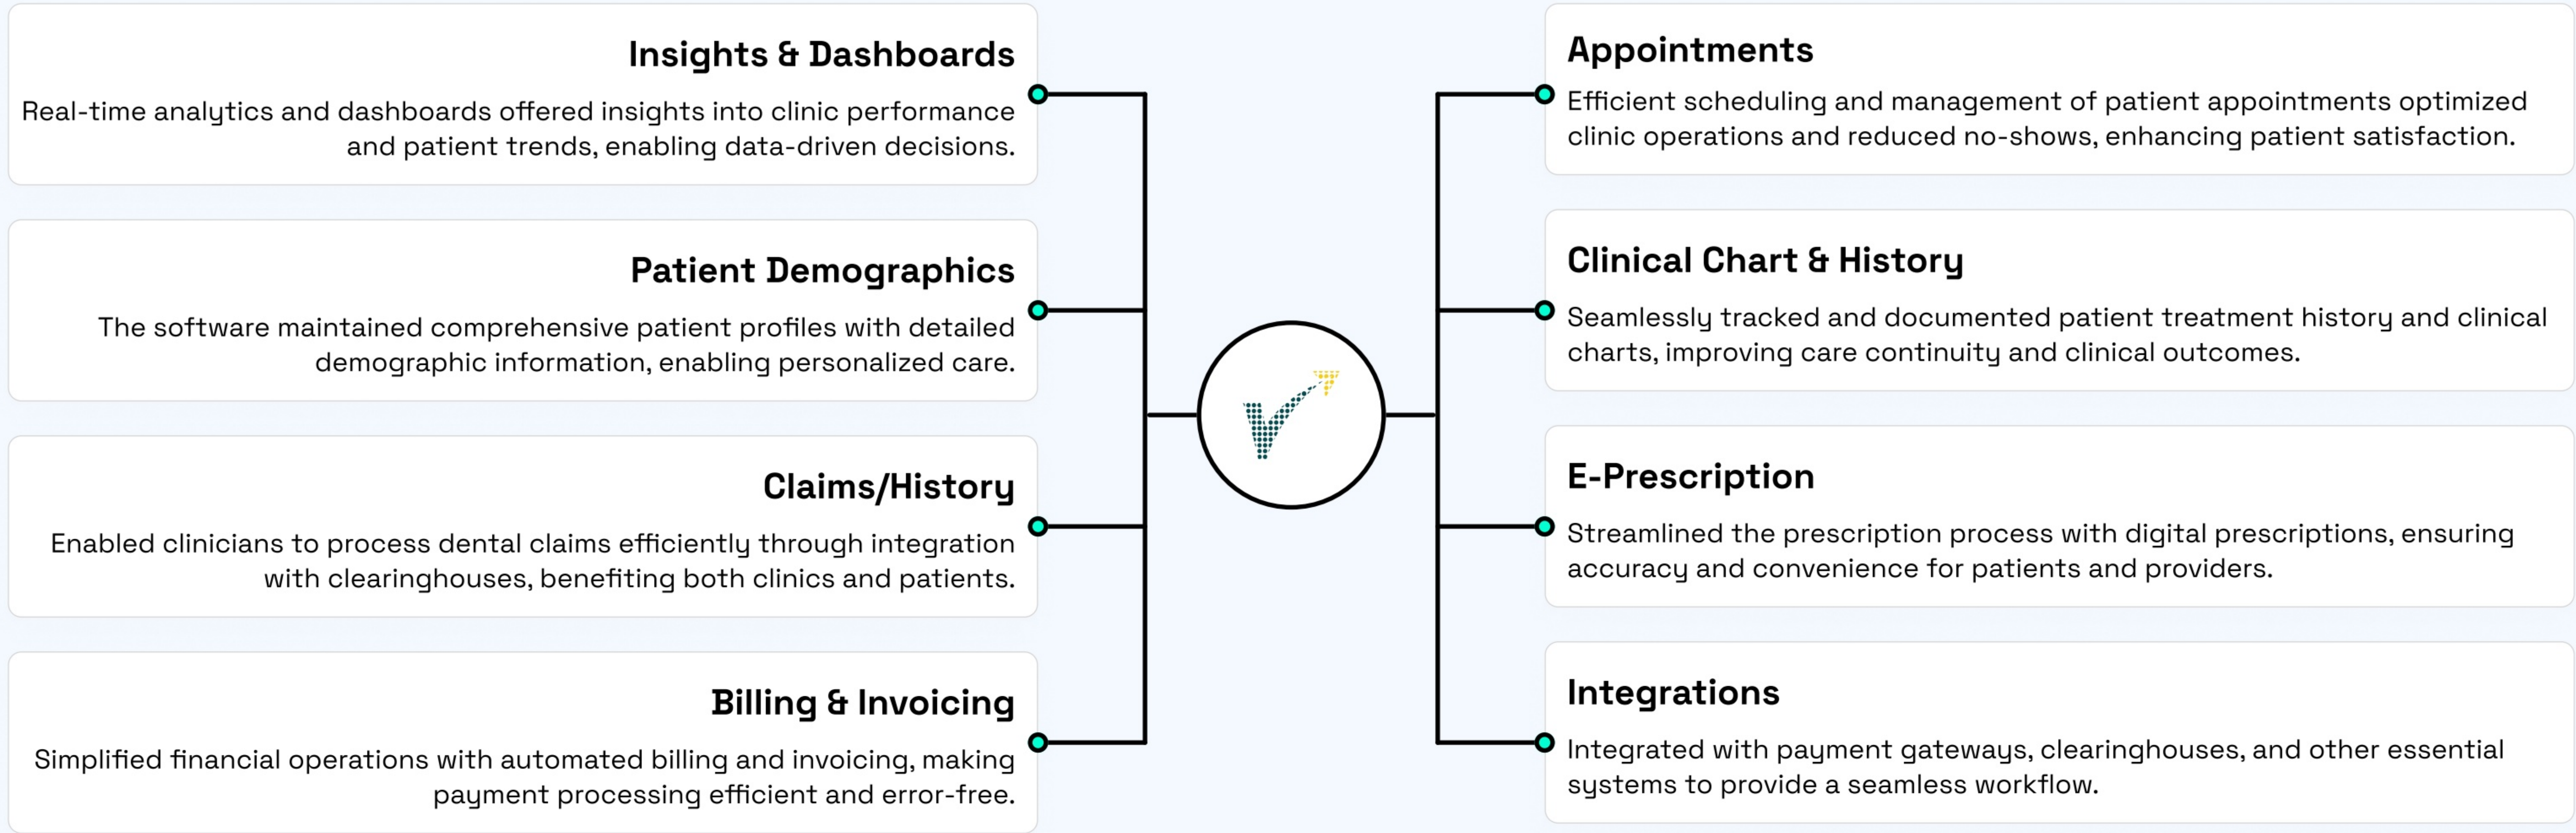 Insights & Dashboards
Real-time analytics and dashboards offered insights into clinic performance
and patient trends, enabling data-driven decisions.
Patient Demographics
The software maintained comprehensive patient profiles with detailed
demographic information, enabling personalized care.
Claims/History
Enabled clinicians to process dental claims efficiently through integration
with clearinghouses, benefiting both clinics and patients.
Billing & Invoicing
Simplified financial operations with automated billing and invoicing, making
payment processing efficient and error-free.
Appointments
Efficient scheduling and management of patient appointments optimized
clinic operations and reduced no-shows, enhancing patient satisfaction.
Clinical Chart & History
Seamlessly tracked and documented patient treatment history and clinical
charts, improving care continuity and clinical outcomes.
E-Prescription
Streamlined the prescription process with digital prescriptions, ensuring
accuracy and convenience for patients and providers.
Integrations
Integrated with payment gateways, clearinghouses, and other essential
systems to provide a seamless workflow.